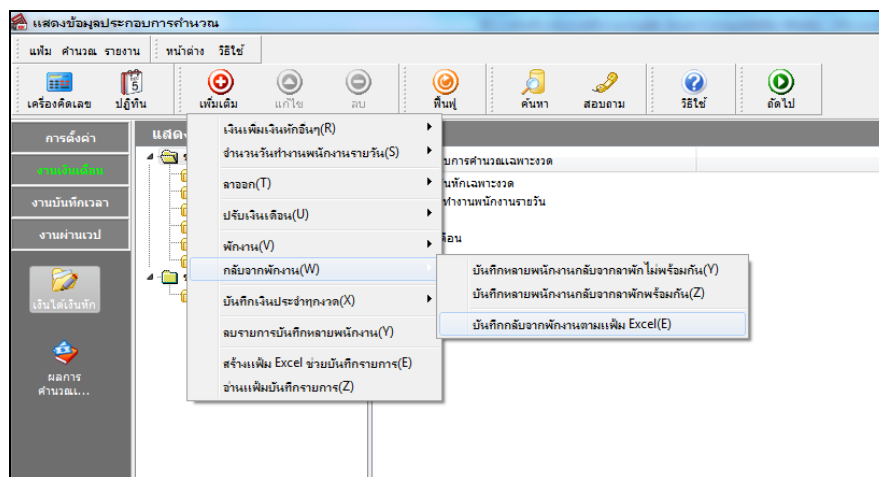 แสดงข้อมูลประกอบการคำนวณ
แฟ้ม คำนวณ รายงาน หน้าต่าง วิธีใช้
เครื่องคิดเลข ปฏิทิน เพิ่มเติม แก้ไข ลบ ฟื้นฟู ค้นหา สอบถาม วิธีใช้ ถัดไป
การตั้งค่า
งานเงินเดือน
งานบันทึกเวลา
งานผ่านเวป
เงินได้เงินหัก
ผลการ
คำนวณแ...
แสดง
เงินเพิ่มเงินหักอื่นๆ(R)
จำนวนวันทำงานพนักงานรายวัน(S)
ลาออก(T)
ปรับเงินเดือน(U)
พักงาน(V)
กลับจากพักงาน(W)
บันทึกเงินประจำทุกงวด(X)
ลบรายการบันทึกหลายพนักงาน(Y)
สร้างแฟ้ม Excel ช่วยบันทึกรายการ(E)
อ่านแฟ้มบันทึกรายการ(Z)
บการคำนวณเฉพาะงวด
นหักเฉพาะงวด
ทำงานพนักงานรายวัน
ดือน
บันทึกหลายพนักงานกลับจากลาพักไม่พร้อมกัน(Y)
บันทึกหลายพนักงานกลับจากลาพักพร้อมกัน(Z)
บันทึกกลับจากพักงานตามแฟ้ม Excel(E)